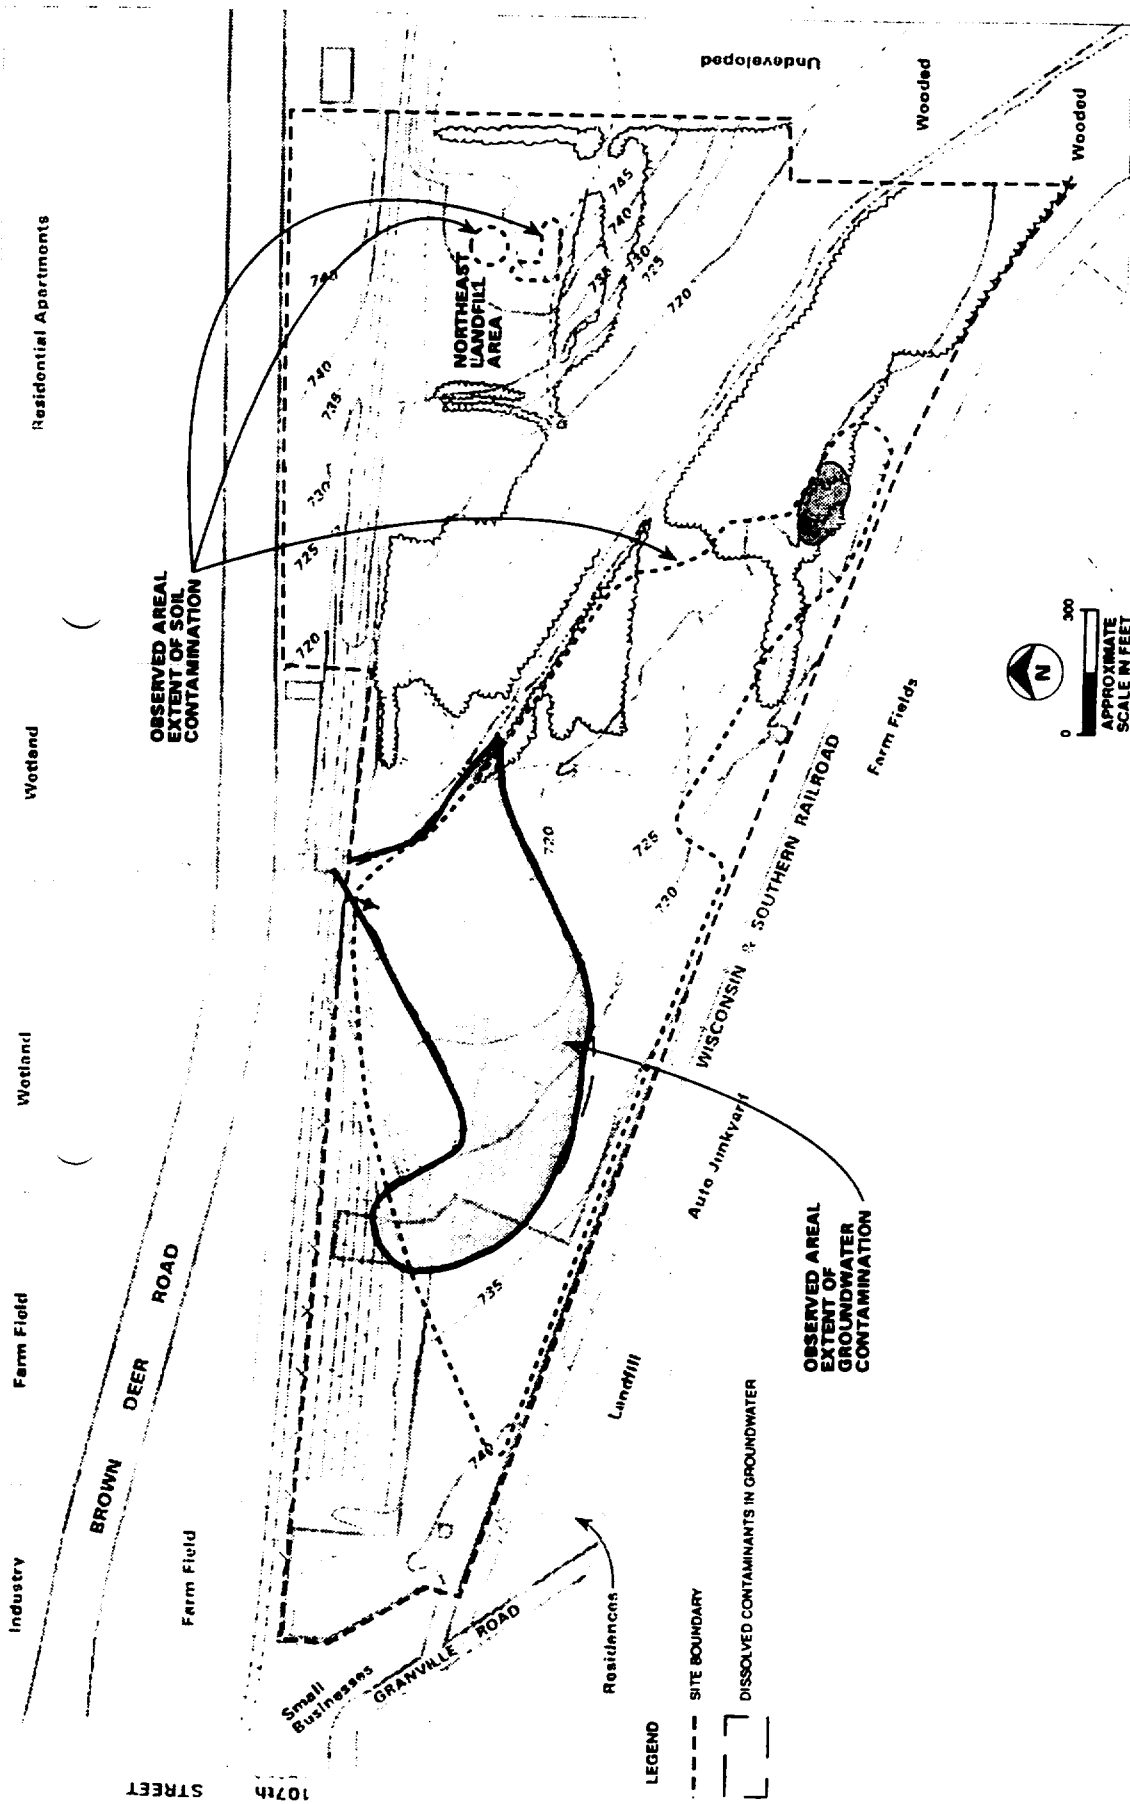 Industry
Farm Field
Wetland
Wetland
Residential Apartments
Undeveloped
Wooded
Wooded
BROWN DEER ROAD
Farm Field
107th STREET
OBSERVED AREAL
EXTENT OF SOIL
CONTAMINATION
720
725
730
735
740
745
NORTHEAST
LANDFILL
AREA
745
740
735
730
725
720
720
725
730
735
740
Small
Businesses
GRANVILLE ROAD
Residences
Landfill
Auto Junkyard
WISCONSIN & SOUTHERN RAILROAD
Farm Fields
OBSERVED AREAL
EXTENT OF
GROUNDWATER
CONTAMINATION
N
0 300
APPROXIMATE
SCALE IN FEET
LEGEND
SITE BOUNDARY
DISSOLVED CONTAMINANTS IN GROUNDWATER